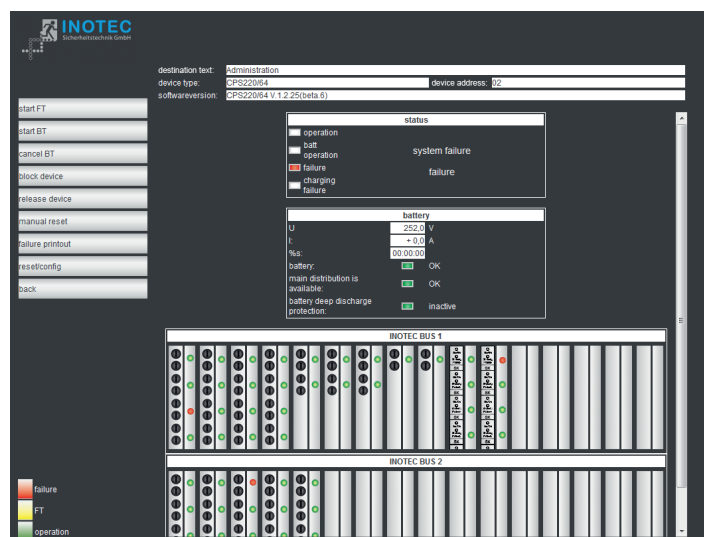 INOTEC
Sicherheitstechnik GmbH
destination text: Administration
device type: CPS220/64 device address: 02
softwareversion: CPS220/64 V.1.2.25(beta.6)
start FT
start BT
cancel BT
block device
release device
manual reset
failure printout
reset/config
back
status
operation
batt
operation
system failure
failure
failure
charging
failure
battery
U 252,0 V
I: + 0,0 A
%s: 00:00:00
battery: OK
main distribution is
available: OK
battery deep discharge
protection: inactive
INOTEC BUS 1
INOTEC BUS 2
failure
FT
operation